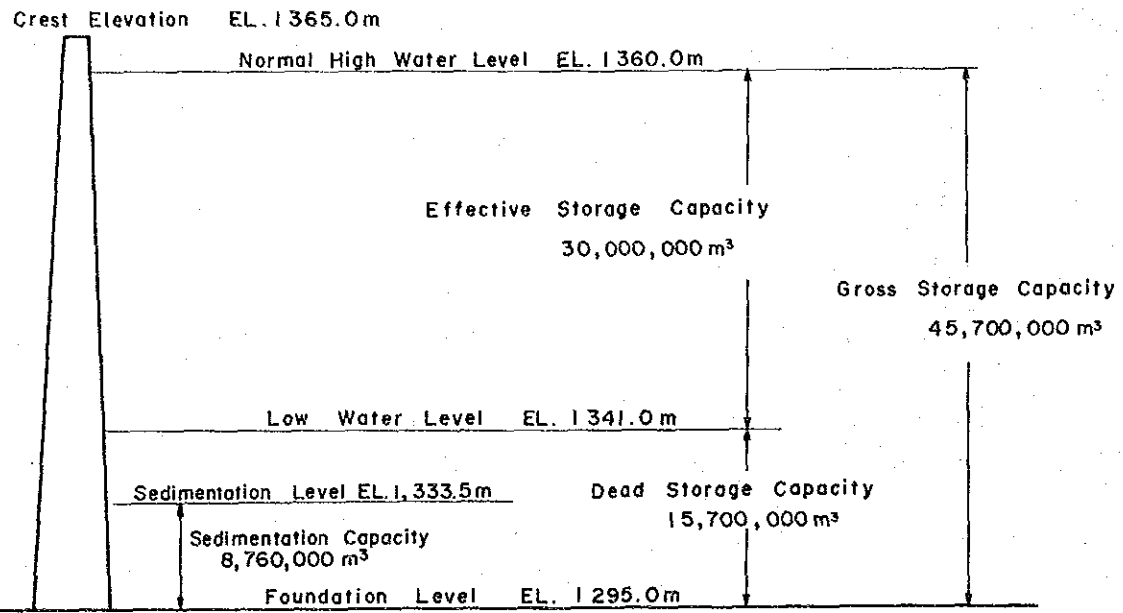 Crest Elevation EL. 1365.0m
Normal High Water Level EL. 1360.0m
Effective Storage Capacity
30,000,000 m³
Gross Storage Capacity
45,700,000 m³
Low Water Level EL. 1341.0m
Sedimentation Level EL. 1,333.5m
Dead Storage Capacity
15,700,000 m³
Sedimentation Capacity
8,760,000 m³
Foundation Level EL. 1295.0m